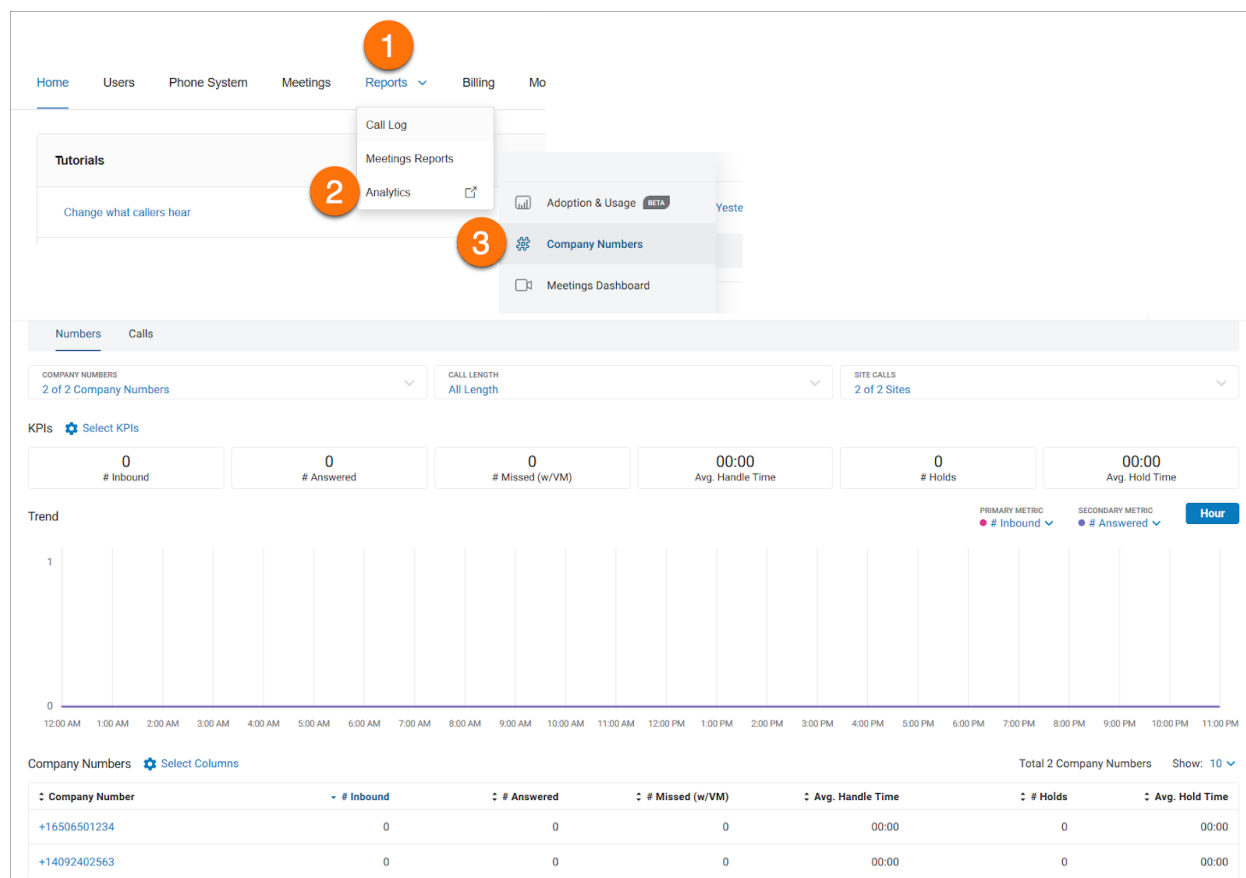 1
Home Users Phone System Meetings Reports Billing Mo
Call Log
Tutorials
Meetings Reports
2 Analytics
Change what callers hear
Adoption & Usage BETA Yeste
3 Company Numbers
Meetings Dashboard
Numbers Calls
COMPANY NUMBERS CALL LENGTH SITE CALLS
2 of 2 Company Numbers All Length 2 of 2 Sites
KPIs Select KPIs
0 0 0 00:00 0 00:00
# Inbound # Answered # Missed (w/VM) Avg. Handle Time # Holds Avg. Hold Time
Trend PRIMARY METRIC SECONDARY METRIC Hour
# Inbound # Answered
1
0
12:00 AM 1:00 AM 2:00 AM 3:00 AM 4:00 AM 5:00 AM 6:00 AM 7:00 AM 8:00 AM 9:00 AM 10:00 AM 11:00 AM 12:00 PM 1:00 PM 2:00 PM 3:00 PM 4:00 PM 5:00 PM 6:00 PM 7:00 PM 8:00 PM 9:00 PM 10:00 PM 11:00 PM
Company Numbers Select Columns Total 2 Company Numbers Show: 10
Company Number # Inbound # Answered # Missed (w/VM) Avg. Handle Time # Holds Avg. Hold Time
+16506501234 0 0 0 00:00 0 00:00
+14092402563 0 0 0 00:00 0 00:00